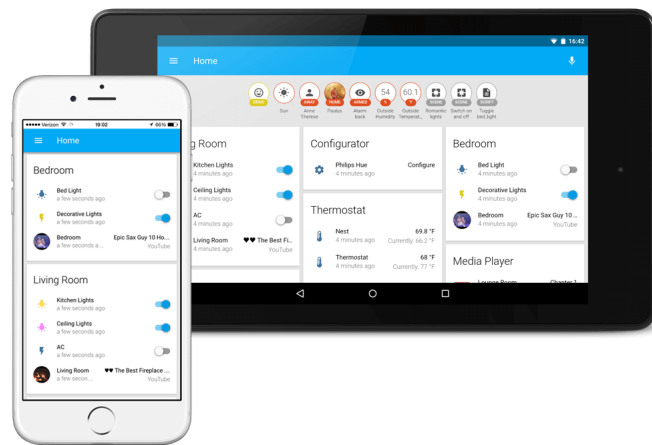 16:42
Home
DEMO
Sun
AWAY
Anne
Therese
HOME
Paulus
ARMED
Alarm
back
54
%
Outside
Humidity
60.1
°F
Outside
Temperat...
SCENE
Romantic
lights
SCENE
Switch on
and off
SCRIPT
Toggle
bed_light
g Room
Kitchen Lights
4 minutes ago
Ceiling Lights
4 minutes ago
AC
4 minutes ago
Living Room ♥♥ The Best Fi...
4 minutes ago YouTube
Configurator
Philips Hue Configure
4 minutes ago
Thermostat
Nest 69.8 °F
4 minutes ago Currently: 66.2 °F
Thermostat 68 °F
4 minutes ago Currently: 77 °F
Bedroom
Bed Light
4 minutes ago
Decorative Lights
4 minutes ago
Bedroom Epic Sax Guy 10 ...
4 minutes ago YouTube
Media Player
Lounge Room Chapter 1
Verizon 19:02 66%
Home
Bedroom
Bed Light
a few seconds ago
Decorative Lights
a few seconds ago
Bedroom Epic Sax Guy 10 Ho...
a few seconds a... YouTube
Living Room
Kitchen Lights
a few seconds ago
Ceiling Lights
a few seconds ago
AC
a few seconds ago
Living Room ♥♥ The Best Fireplace ...
a few secon... YouTube